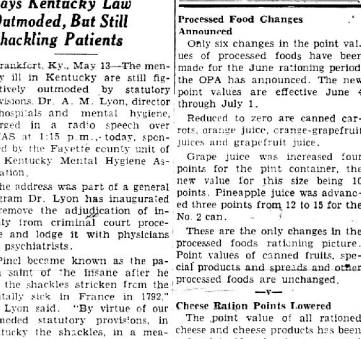 ays Kentucky Law
Outmoded, But Still
hackling Patients
rankfort, Ky., May 13—The men-
y ill in Kentucky are still fig-
tively outmoded by statutory
visions. Dr. A. M. Lyon, director
hospitals and mental hygiene,
rged in a radio speech over
AS at 1:15 p. m., today, spon-
ed by the Fayette county unit of
Kentucky Mental Hygiene As-
ation.
he address was part of a general
gram Dr. Lyon has inaugurated
remove the adjudication of in-
ty from criminal court proce-
e and lodge it with physicians
psychiatrists.
Pinel became known as the pa-
saint of the insane after he
the shackles stricken from the
tally sick in France in 1792,"
Lyon said. "By virtue of our
moded statutory provisions, in
tucky the shackles, in a mea-
Processed Food Changes
Announced
Only six changes in the point val-
ues of processed foods have been
made for the June rationing period
the OPA has announced. The new
point values are effective June
through July 1.
Reduced to zero are canned car-
rots, orange juice, orange-grapefruit
juices and grapefruit juice.
Grape juice was increased four
points for the pint container, the
new value for this size being 10
points. Pineapple juice was advanc-
ed three points from 12 to 15 for the
No. 2 can.
These are the only changes in the
processed foods rationing picture.
Point values of canned fruits, spe-
cial products and spreads and other
processed foods are unchanged.
—v—
Cheese Ration Points Lowered
The point value of all rationed
cheese and cheese products has been